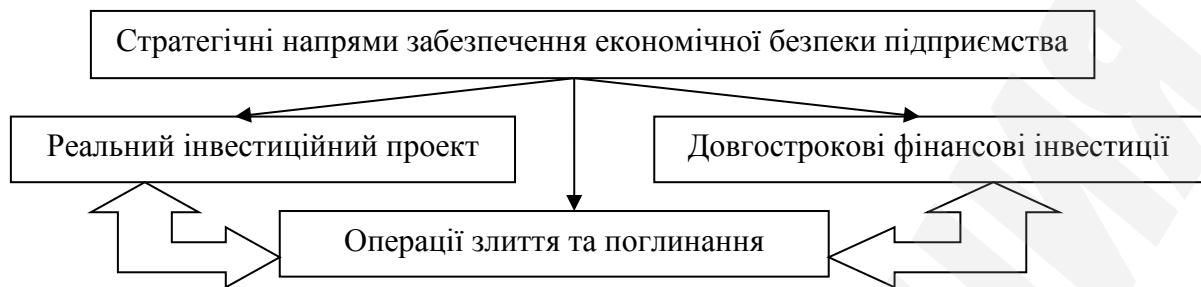 Стратегічні напрями забезпечення економічної безпеки підприємства
Реальний інвестиційний проект
Довгострокові фінансові інвестиції
Операції злиття та поглинання